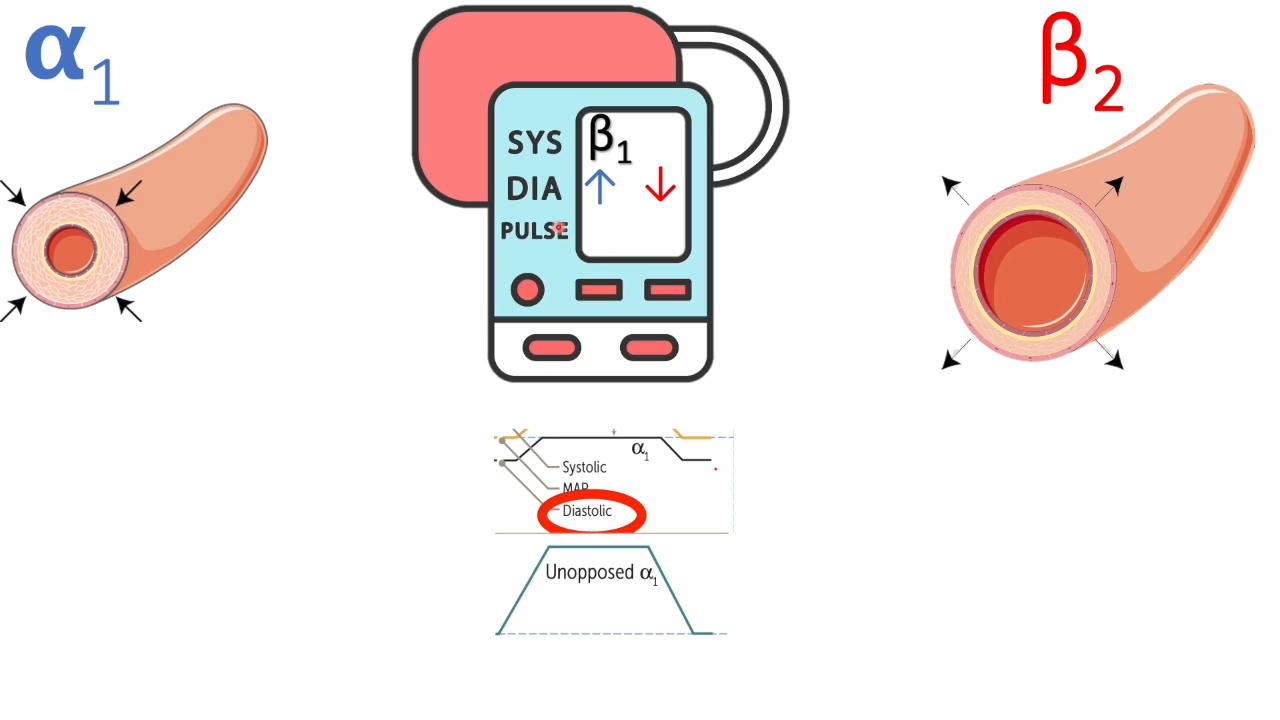 α1
β2
SYS
β1
DIA
PULSE
α1
Systolic
MAP
Diastolic
Unopposed α1